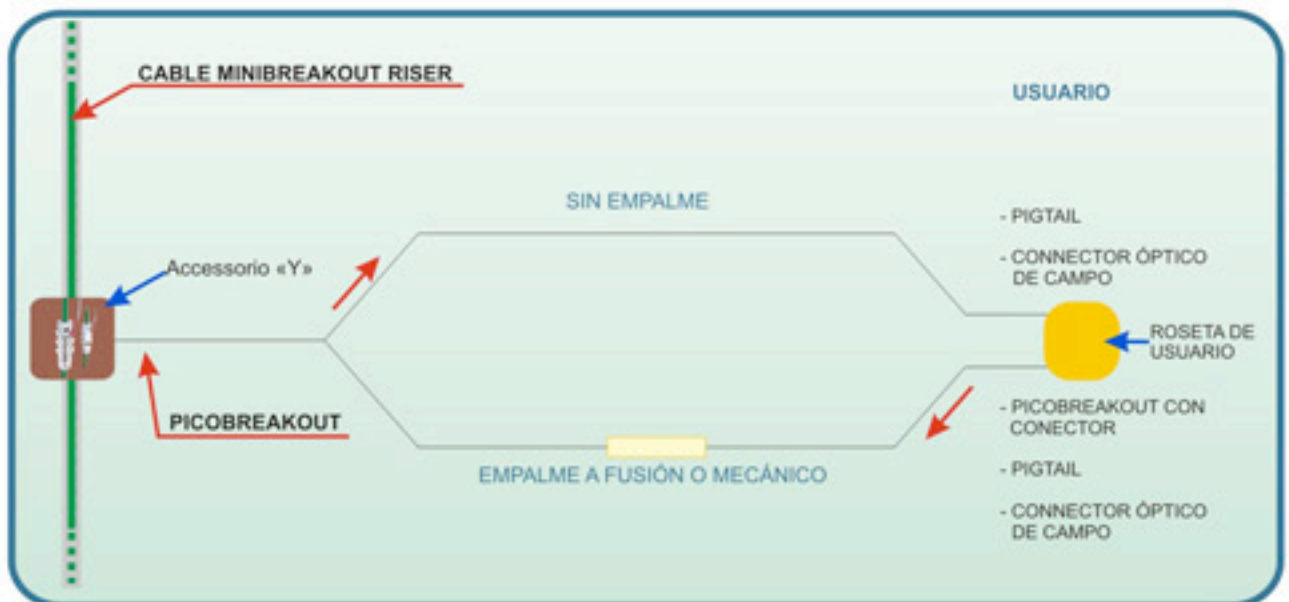 CABLE MINIBREAKOUT RISER
USUARIO
SIN EMPALME
- PIGTAIL
- CONNECTOR ÓPTICO
DE CAMPO
Accessorio «Y»
ROSETA DE
USUARIO
PICOBREAKOUT
- PICOBREAKOUT CON
CONECTOR
EMPALME A FUSIÓN O MECÁNICO
- PIGTAIL
- CONNECTOR ÓPTICO
DE CAMPO